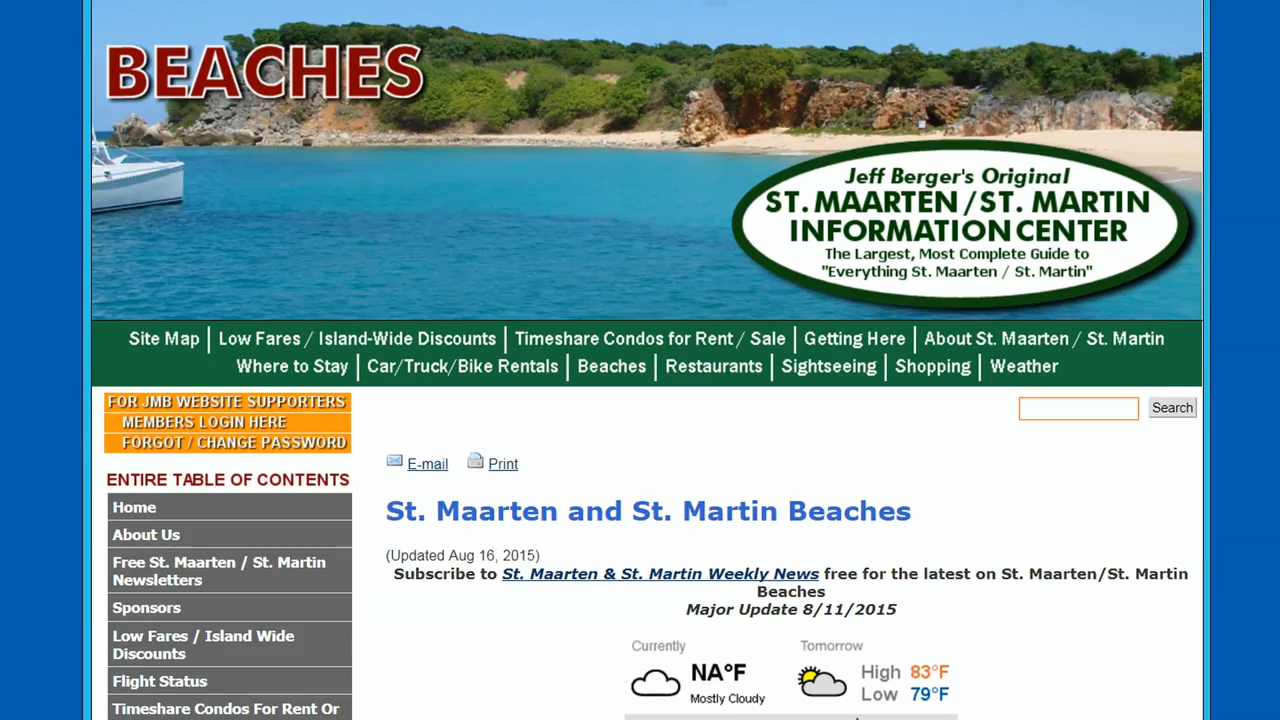 BEACHES
Jeff Berger's Original
ST. MAARTEN / ST. MARTIN
INFORMATION CENTER
The Largest, Most Complete Guide to
"Everything St. Maarten / St. Martin"
Site Map | Low Fares / Island-Wide Discounts | Timeshare Condos for Rent / Sale | Getting Here | About St. Maarten / St. Martin
Where to Stay | Car/Truck/Bike Rentals | Beaches | Restaurants | Sightseeing | Shopping | Weather
FOR JMB WEBSITE SUPPORTERS
MEMBERS LOGIN HERE
FORGOT / CHANGE PASSWORD
Search
ENTIRE TABLE OF CONTENTS
Home
About Us
Free St. Maarten / St. Martin
Newsletters
Sponsors
Low Fares / Island Wide
Discounts
Flight Status
Timeshare Condos For Rent Or
E-mail Print
St. Maarten and St. Martin Beaches
(Updated Aug 16, 2015)
Subscribe to St. Maarten & St. Martin Weekly News free for the latest on St. Maarten/St. Martin
Beaches
Major Update 8/11/2015
Currently Tomorrow
NA°F
Mostly Cloudy
High 83°F
Low 79°F